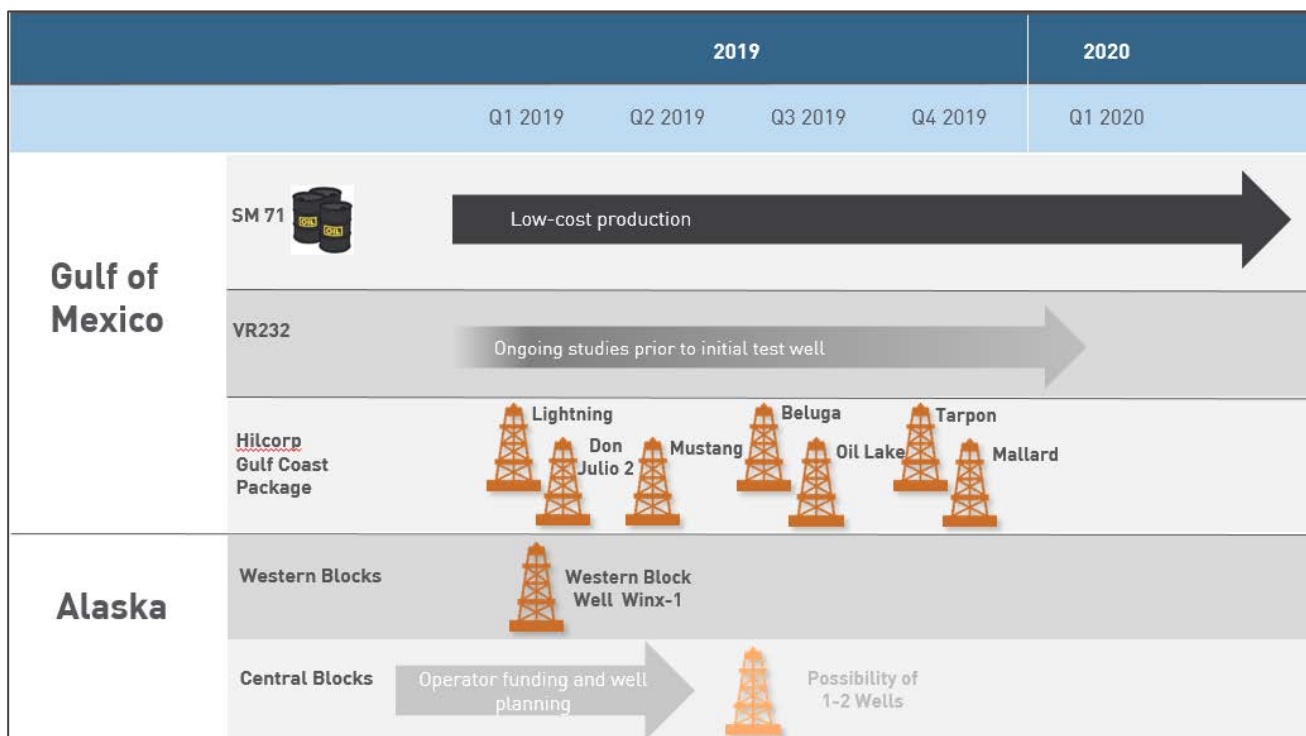 2019 2020
Q1 2019 Q2 2019 Q3 2019 Q4 2019 Q1 2020
Gulf of
Mexico
SM 71
OIL
OIL
Low-cost production
VR232
Ongoing studies prior to initial test well
Hilcorp
Gulf Coast
Package
Lightning
Don
Julio 2
Mustang
Beluga
Oil Lake
Tarpon
Mallard
Alaska
Western Blocks
Western Block
Well Winx-1
Central Blocks
Operator funding and well
planning
Possibility of
1-2 Wells